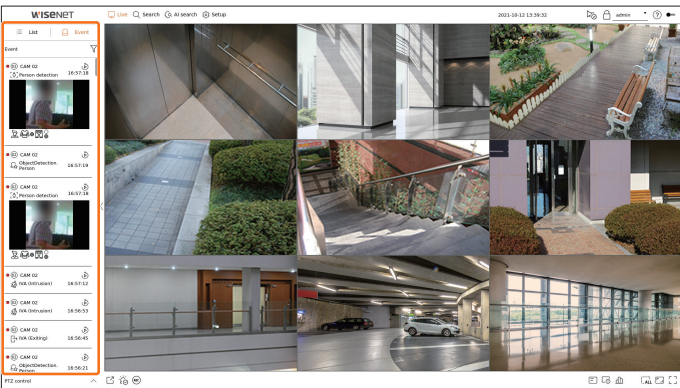 WISENET
Live Search AI search Setup
2021-10-12 13:39:32
admin
List Event
Event
CAM 02
Person detection 16:57:18
CAM 02
ObjectDetection. Person 16:57:19
CAM 02
Person detection 16:57:18
CAM 02
IVA (Intrusion) 16:57:12
CAM 02
IVA (Intrusion) 16:56:53
CAM 02
IVA (Exiting) 16:56:45
CAM 02
ObjectDetection. Person 16:56:21
PTZ control
ALL